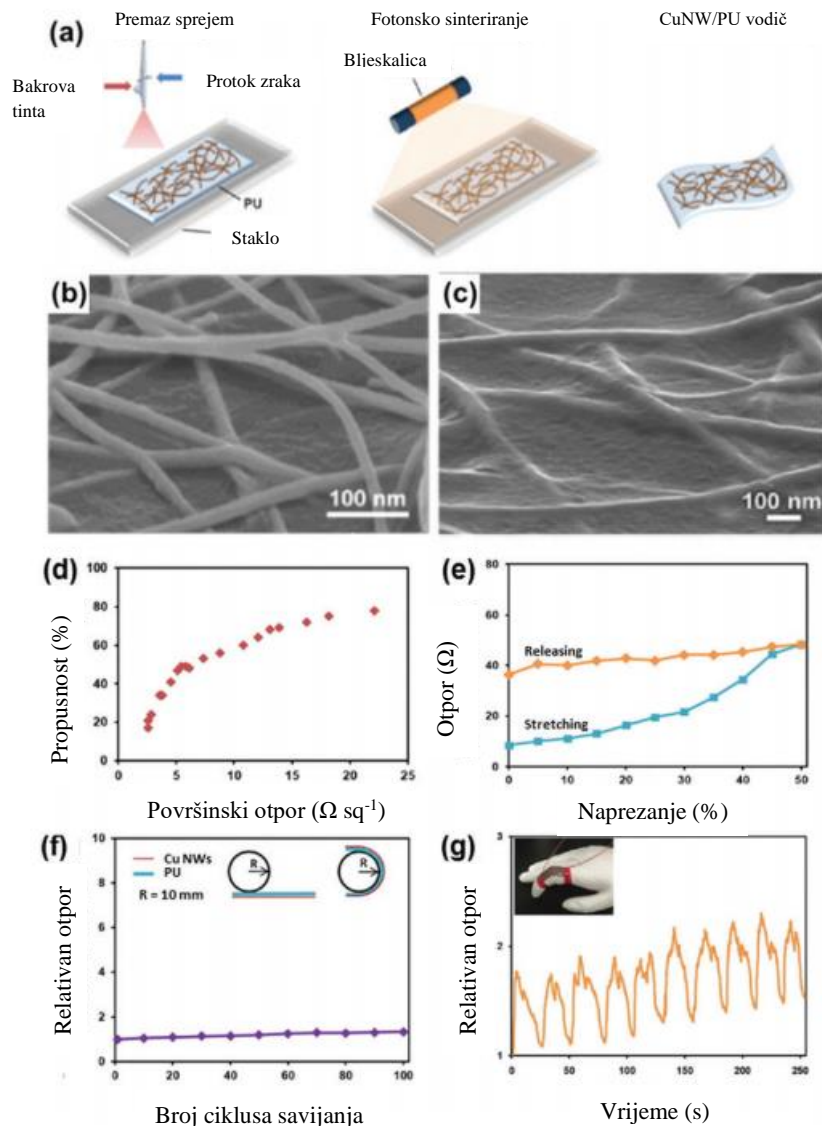 (a)
Premaz sprejem
Fotonsko sinteriranje
CuNW/PU vodič
Bakrova
tinta
Protok zraka
Bljeskalica
PU
Staklo
(b)
100 nm
(c)
100 nm
(d)
Propusnost (%)
100
80
60
40
20
0
0 5 10 15 20 25
Površinski otpor (Ω sq⁻¹)
(e)
Otpor (Ω)
80
60
40
20
0
Releasing
Stretching
0 10 20 30 40 50
Naprezanje (%)
(f)
Relativan otpor
10
8
6
4
2
0
Cu NWs
PU
R = 10 mm
R
R
0 20 40 60 80 100
Broj ciklusa savijanja
(g)
Relativan otpor
3
2
1
0 50 100 150 200 250
Vrijeme (s)